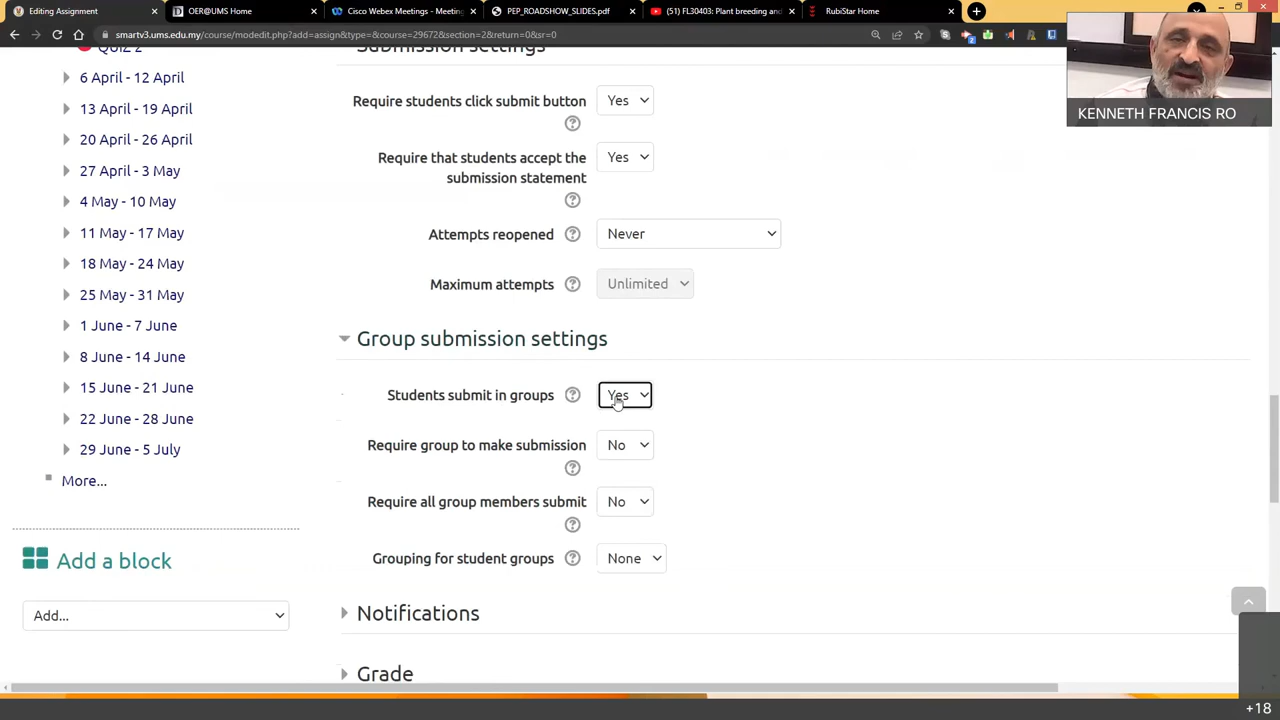 Editing Assignment
OER@UMS Home
Cisco Webex Meetings - Meeting
PEP_ROADSHOW_SLIDES.pdf
(51) FL30403: Plant breeding and
RubiStar Home
smartv3.ums.edu.my/course/modedit.php?add=assign&type=&course=29672&section=2&return=0&sr=0
KENNETH FRANCIS RO
QUIZ 2
6 April - 12 April
13 April - 19 April
20 April - 26 April
27 April - 3 May
4 May - 10 May
11 May - 17 May
18 May - 24 May
25 May - 31 May
1 June - 7 June
8 June - 14 June
15 June - 21 June
22 June - 28 June
29 June - 5 July
More...
Add a block
Add...
Submission settings
Require students click submit button
Yes
Require that students accept the
submission statement
Yes
Attempts reopened
Never
Maximum attempts
Unlimited
Group submission settings
Students submit in groups
Yes
Require group to make submission
No
Require all group members submit
No
Grouping for student groups
None
Notifications
Grade
+18